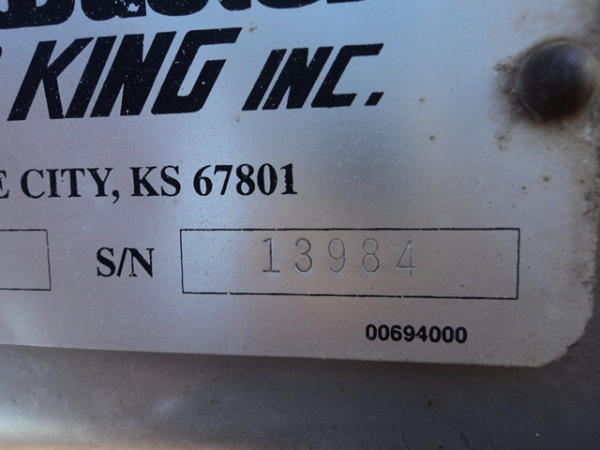 KING INC.
E CITY, KS 67801
S/N 13984
00694000